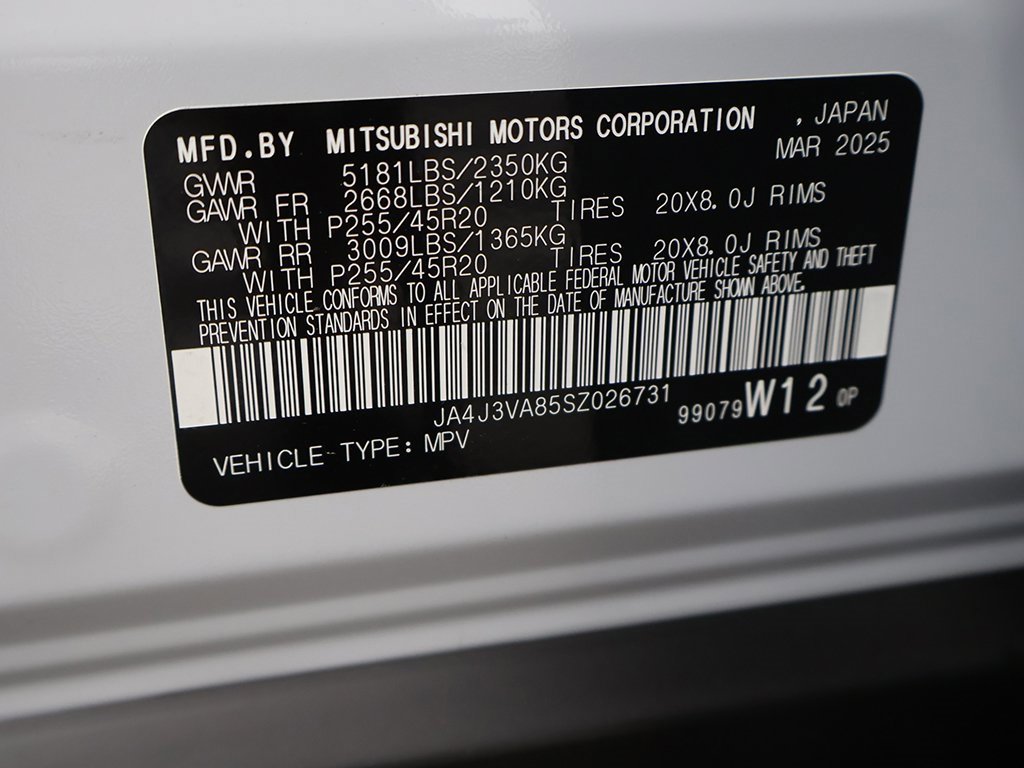 MFD.BY MITSUBISHI MOTORS CORPORATION , JAPAN
MAR 2025
GVWR 5181LBS/2350KG
GAWR FR 2668LBS/1210KG
WITH P255/45R20 TIRES 20X8.0J RIMS
GAWR RR 3009LBS/1365KG
WITH P255/45R20 TIRES 20X8.0J RIMS
THIS VEHICLE CONFORMS TO ALL APPLICABLE FEDERAL MOTOR VEHICLE SAFETY AND THEFT
PREVENTION STANDARDS IN EFFECT ON THE DATE OF MANUFACTURE SHOWN ABOVE.
JA4J3VA85SZ026731
99079 W12 0P
VEHICLE TYPE: MPV